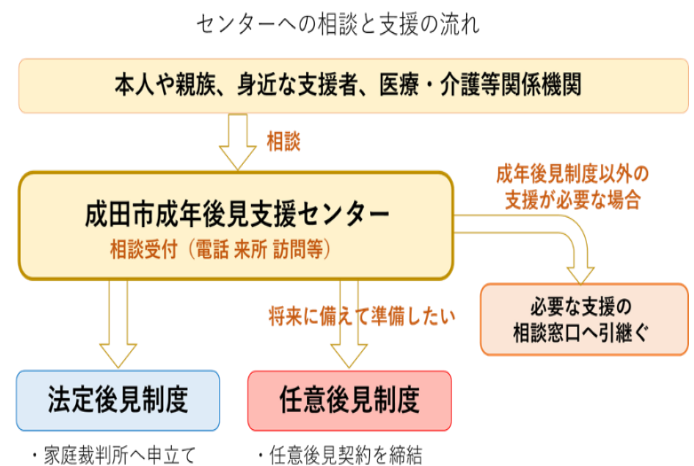 センターへの相談と支援の流れ
本人や親族、身近な支援者、医療・介護等関係機関
相談
成年後見制度以外の
支援が必要な場合
成田市成年後見支援センター
相談受付（電話 来所 訪問等）
将来に備えて準備したい
必要な支援の
相談窓口へ引継ぐ
法定後見制度
任意後見制度
・家庭裁判所へ申立て
・任意後見契約を締結